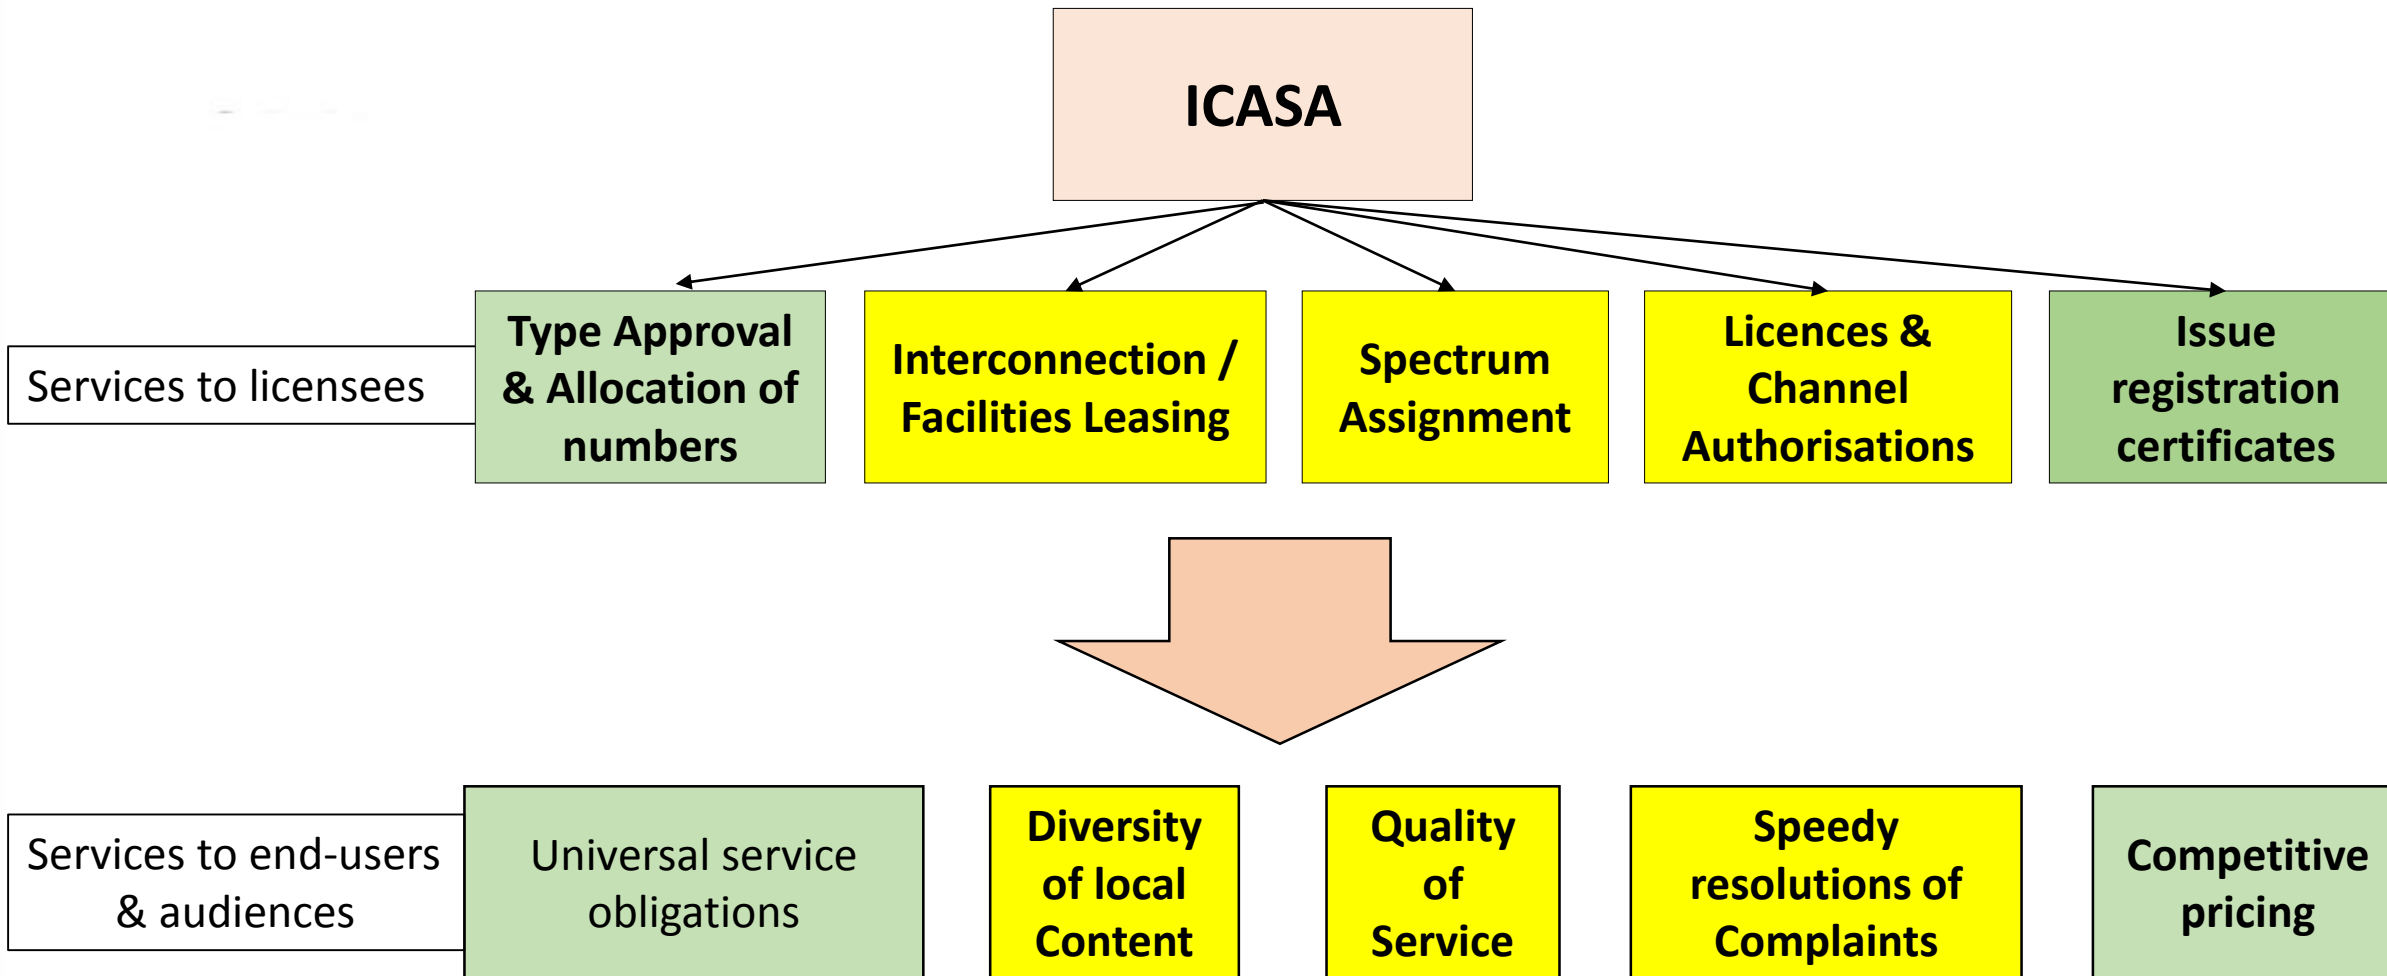 ICASA
Services to licensees
Type Approval
& Allocation of
numbers
Interconnection /
Facilities Leasing
Spectrum
Assignment
Licences &
Channel
Authorisations
Issue
registration
certificates
Services to end-users
& audiences
Universal service
obligations
Diversity
of local
Content
Quality
of
Service
Speedy
resolutions of
Complaints
Competitive
pricing